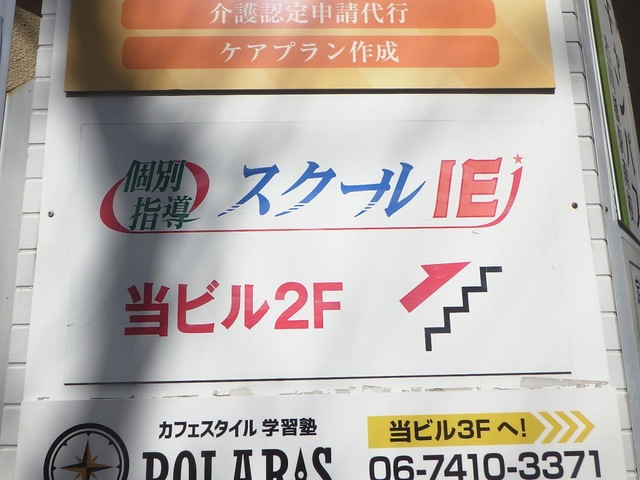 介護認定申請代行
ケアプラン作成
個別
指導
スクールIE
当ビル2F
カフェスタイル 学習塾
POLARIS
当ビル3F へ!
06-7410-3371